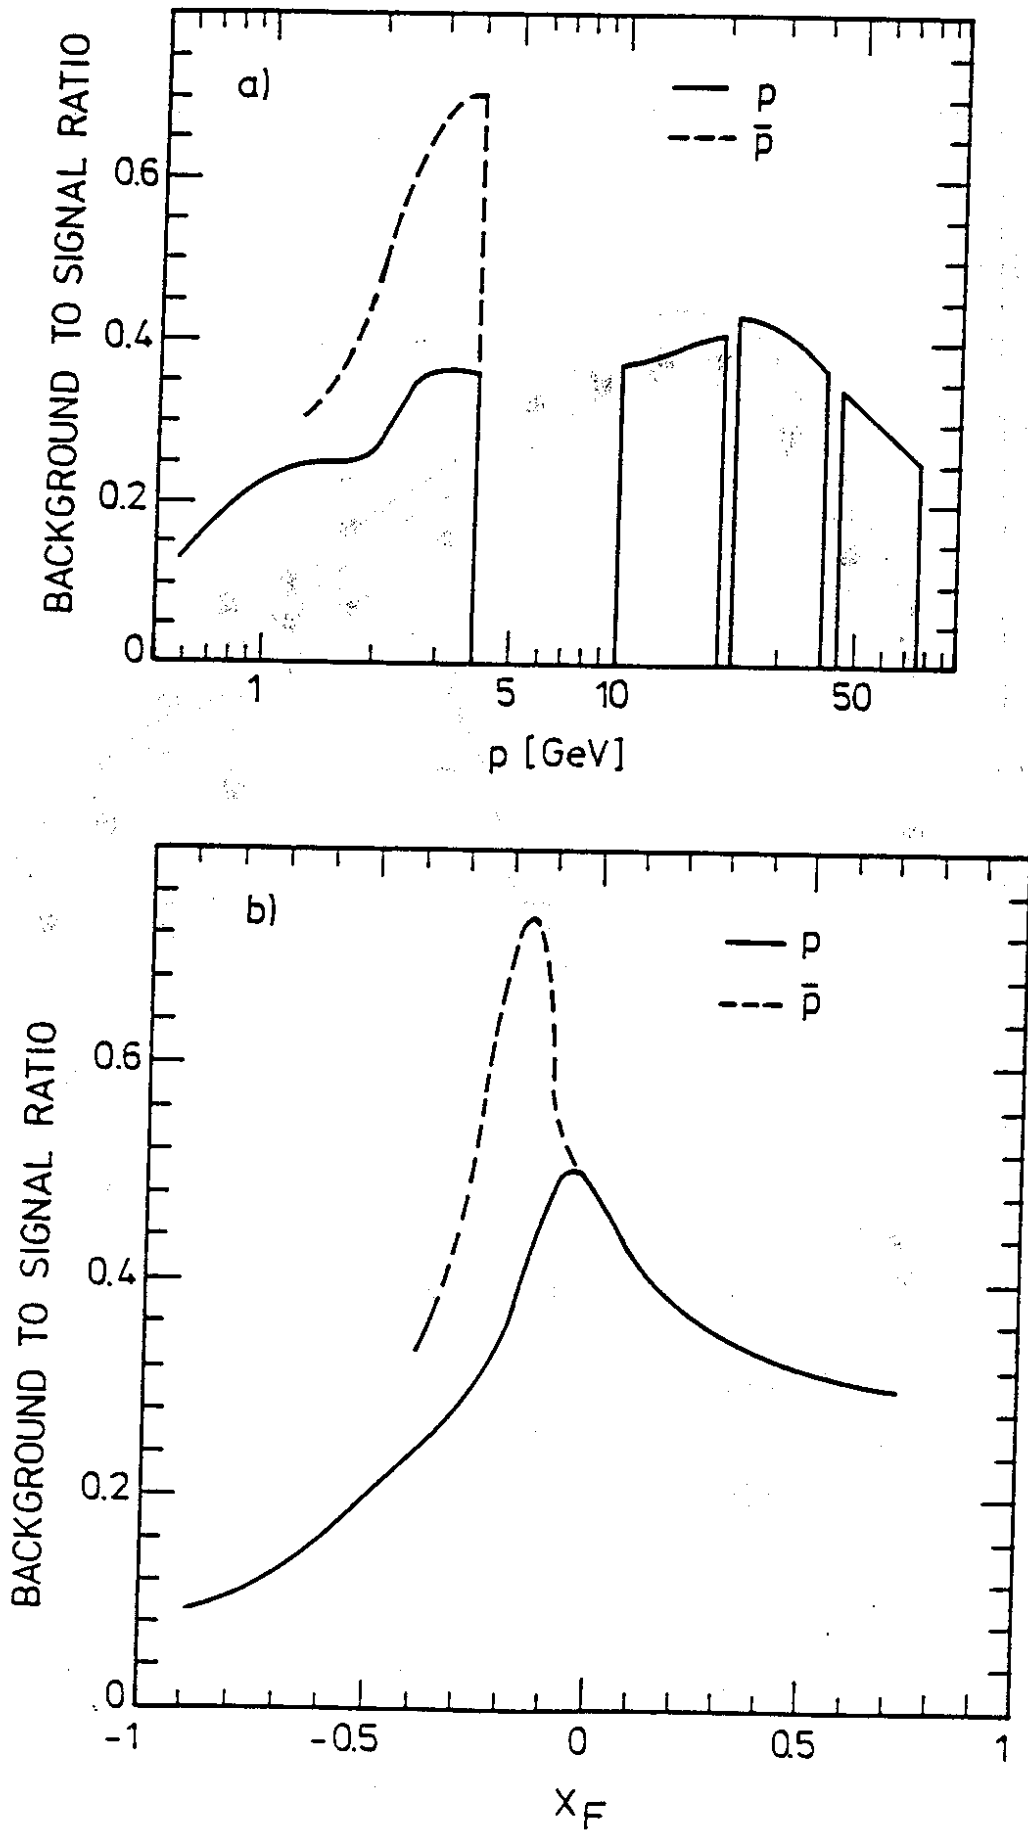 BACKGROUND TO SIGNAL RATIO
a)
p
p̄
0.6
0.4
0.2
0
1
5
10
50
p [GeV]
BACKGROUND TO SIGNAL RATIO
b)
p
p̄
0.6
0.4
0.2
0
-1
-0.5
0
0.5
1
X_F